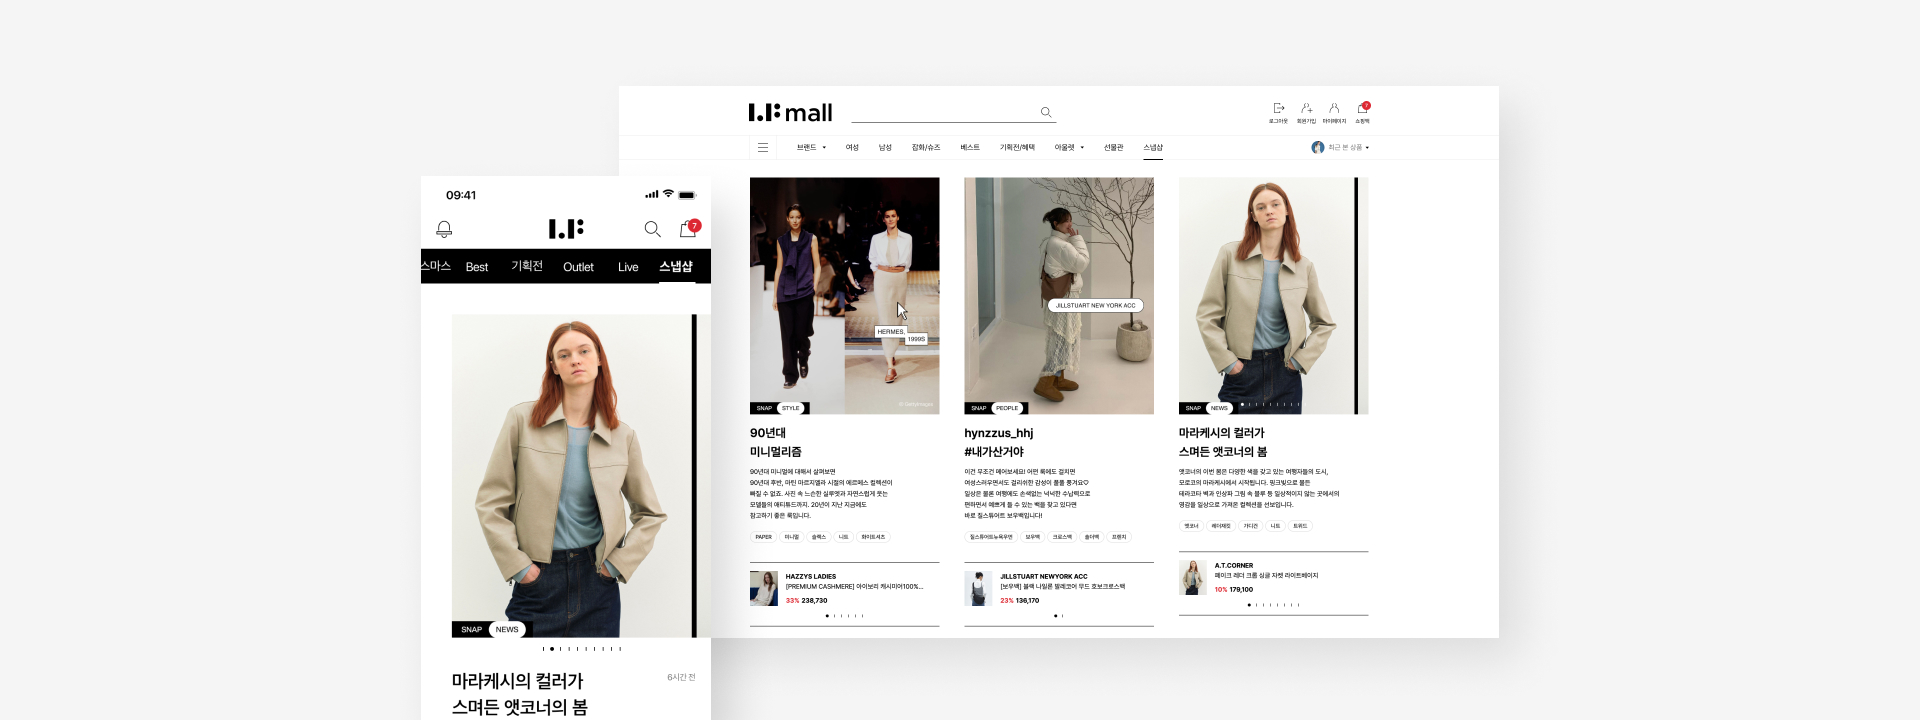 LF mall
로그아웃
회원가입
마이페이지
쇼핑백
7
브랜드
여성
남성
잡화/슈즈
베스트
기획전/혜택
아울렛
선물관
스냅샵
최근 본 상품
HERMES,
1999S
SNAP
STYLE
90년대
미니멀리즘
90년대 미니멀에 대해서 살펴보면
90년대 후반, 마틴 마르지엘라 시절의 에르메스 컬렉션이
빠질 수 없죠. 사진 속 느슨한 실루엣과 자연스럽게 웃는
모델들의 애티튜드까지. 20년이 지난 지금에도
참고하기 좋은 룩입니다.
PAPER
미니멀
슬랙스
니트
화이트셔츠
HAZZYS LADIES
[PREMIUM CASHMERE] 아이보리 캐시미어100%...
33% 238,730
JILLSTUART NEW YORK ACC
SNAP
PEOPLE
hynzzus_hhj
#내가산거야
이건 무조건 메어보세요! 어떤 룩에도 걸치면
여성스러우면서도 걸리쉬한 감성이 폴폴 풍겨요♡
일상은 물론 여행에도 손색없는 넉넉한 수납력으로
편하면서 예쁘게 들 수 있는 백을 찾고 있다면
바로 질스튜어트 보우백입니다!
질스튜어트뉴욕우먼
보우백
크로스백
숄더백
프렌치
JILLSTUART NEWYORK ACC
[보우백] 블랙 나일론 발레코어 무드 호보크로스백
23% 136,170
SNAP
NEWS
마라케시의 컬러가
스며든 앳코너의 봄
앳코너의 이번 봄은 다양한 색을 갖고 있는 여행자들의 도시,
모로코의 마라케시에서 시작됩니다. 핑크빛으로 물든
테라코타 벽과 인상파 그림 속 블루 등 일상적이지 않는 곳에서의
영감을 일상으로 가져온 컬렉션을 선보입니다.
앳코너
레더재킷
가디건
니트
트위드
A.T.CORNER
페이크 레더 크롭 싱글 자켓 라이트베이지
10% 179,100
09:41
LF
7
스마스
Best
기획전
Outlet
Live
스냅샵
SNAP
NEWS
마라케시의 컬러가
6시간 전
스며든 앳코너의 봄